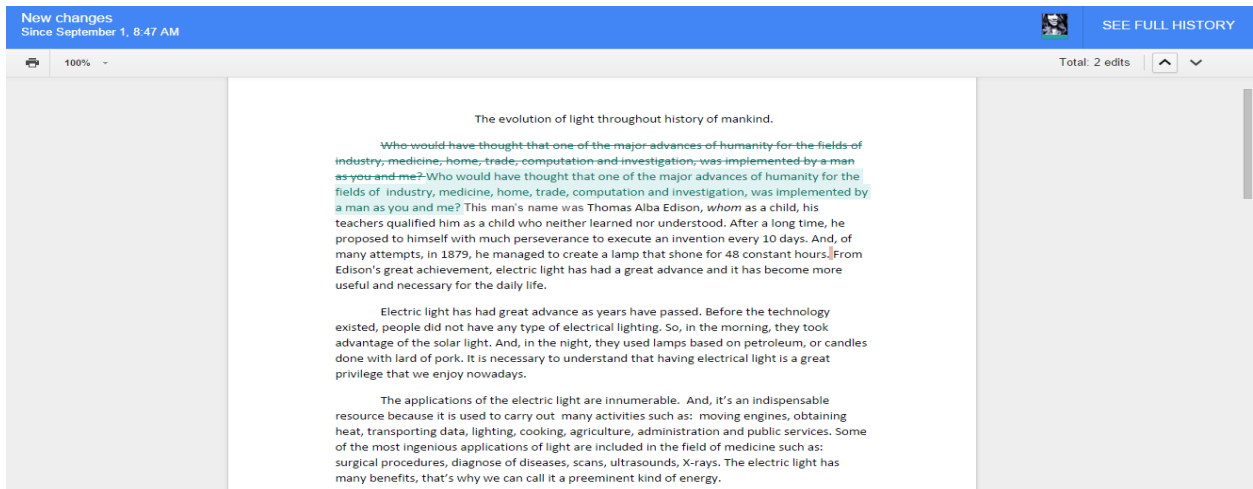 New changes
Since September 1, 8:47 AM
SEE FULL HISTORY
100%
Total: 2 edits
The evolution of light throughout history of mankind.
Who would have thought that one of the major advances of humanity for the fields of
industry, medicine, home, trade, computation and investigation, was implemented by a man
as you and me? Who would have thought that one of the major advances of humanity for the
fields of  industry, medicine, home, trade, computation and investigation, was implemented by
a man as you and me? This man's name was Thomas Alba Edison, whom as a child, his
teachers qualified him as a child who neither learned nor understood. After a long time, he
proposed to himself with much perseverance to execute an invention every 10 days. And, of
many attempts, in 1879, he managed to create a lamp that shone for 48 constant hours. From
Edison's great achievement, electric light has had a great advance and it has become more
useful and necessary for the daily life.
Electric light has had great advance as years have passed. Before the technology
existed, people did not have any type of electrical lighting. So, in the morning, they took
advantage of the solar light. And, in the night, they used lamps based on petroleum, or candles
done with lard of pork. It is necessary to understand that having electrical light is a great
privilege that we enjoy nowadays.
The applications of the electric light are innumerable.  And, it's an indispensable
resource because it is used to carry out  many activities such as:  moving engines, obtaining
heat, transporting data, lighting, cooking, agriculture, administration and public services. Some
of the most ingenious applications of light are included in the field of medicine such as:
surgical procedures, diagnose of diseases, scans, ultrasounds, X-rays. The electric light has
many benefits, that's why we can call it a preeminent kind of energy.